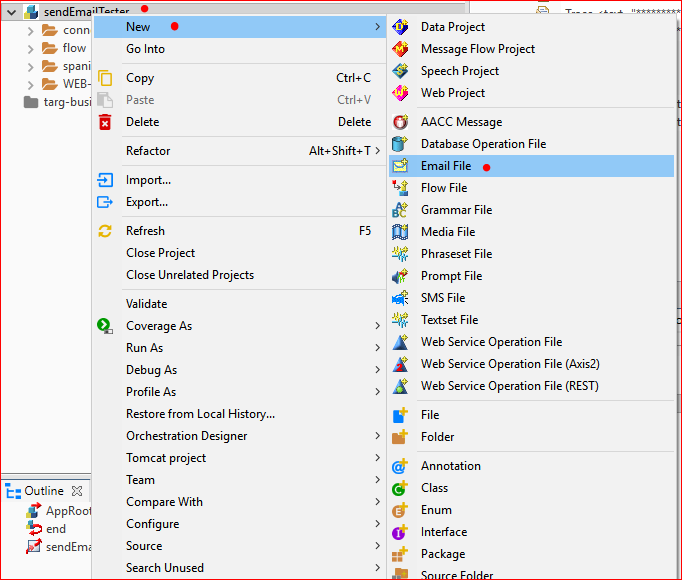 sendEmailTester
conn
flow
spani
WEB-
targ-busi
New
Go Into
Copy Ctrl+C
Paste Ctrl+V
Delete Delete
Refactor Alt+Shift+T
Import...
Export...
Refresh F5
Close Project
Close Unrelated Projects
Validate
Coverage As
Run As
Debug As
Profile As
Restore from Local History...
Orchestration Designer
Tomcat project
Team
Compare With
Configure
Source
Search Unused
Data Project
Message Flow Project
Speech Project
Web Project
AACC Message
Database Operation File
Email File
Flow File
Grammar File
Media File
Phraseset File
Prompt File
SMS File
Textset File
Web Service Operation File
Web Service Operation File (Axis2)
Web Service Operation File (REST)
File
Folder
Annotation
Class
Enum
Interface
Package
Source Folder
Outline
AppRoot
end
sendEma